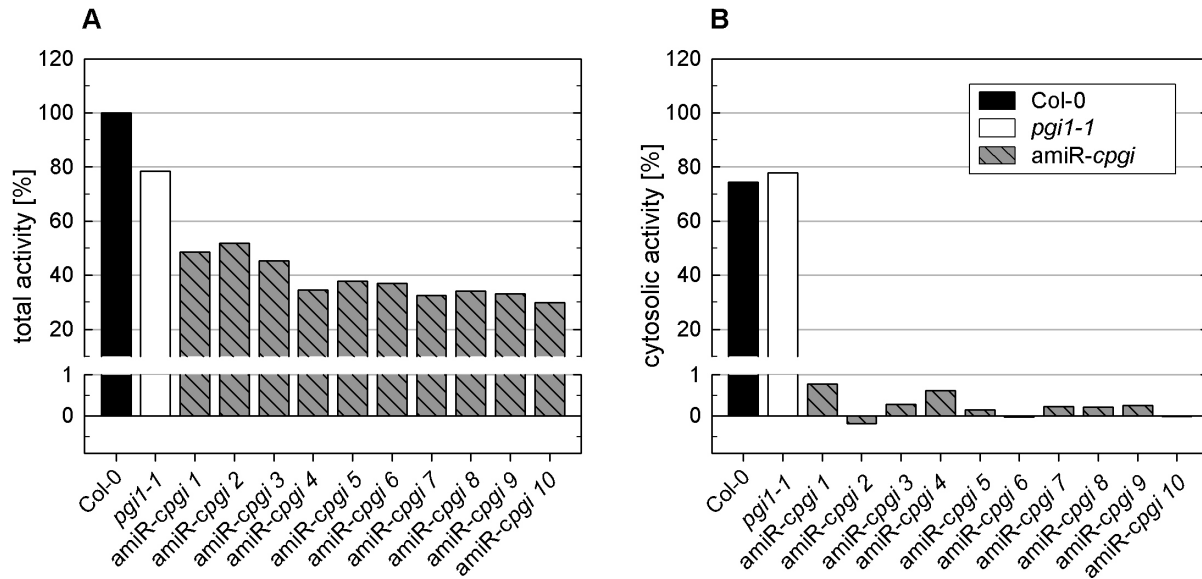 A
total activity [%]
120
100
80
60
40
20
1
0
Col-0
pgi1-1
amiR-cpgi 1
amiR-cpgi 2
amiR-cpgi 3
amiR-cpgi 4
amiR-cpgi 5
amiR-cpgi 6
amiR-cpgi 7
amiR-cpgi 8
amiR-cpgi 9
amiR-cpgi 10
B
cytosolic activity [%]
120
100
80
60
40
20
1
0
Col-0
pgi1-1
amiR-cpgi
Col-0
pgi1-1
amiR-cpgi 1
amiR-cpgi 2
amiR-cpgi 3
amiR-cpgi 4
amiR-cpgi 5
amiR-cpgi 6
amiR-cpgi 7
amiR-cpgi 8
amiR-cpgi 9
amiR-cpgi 10